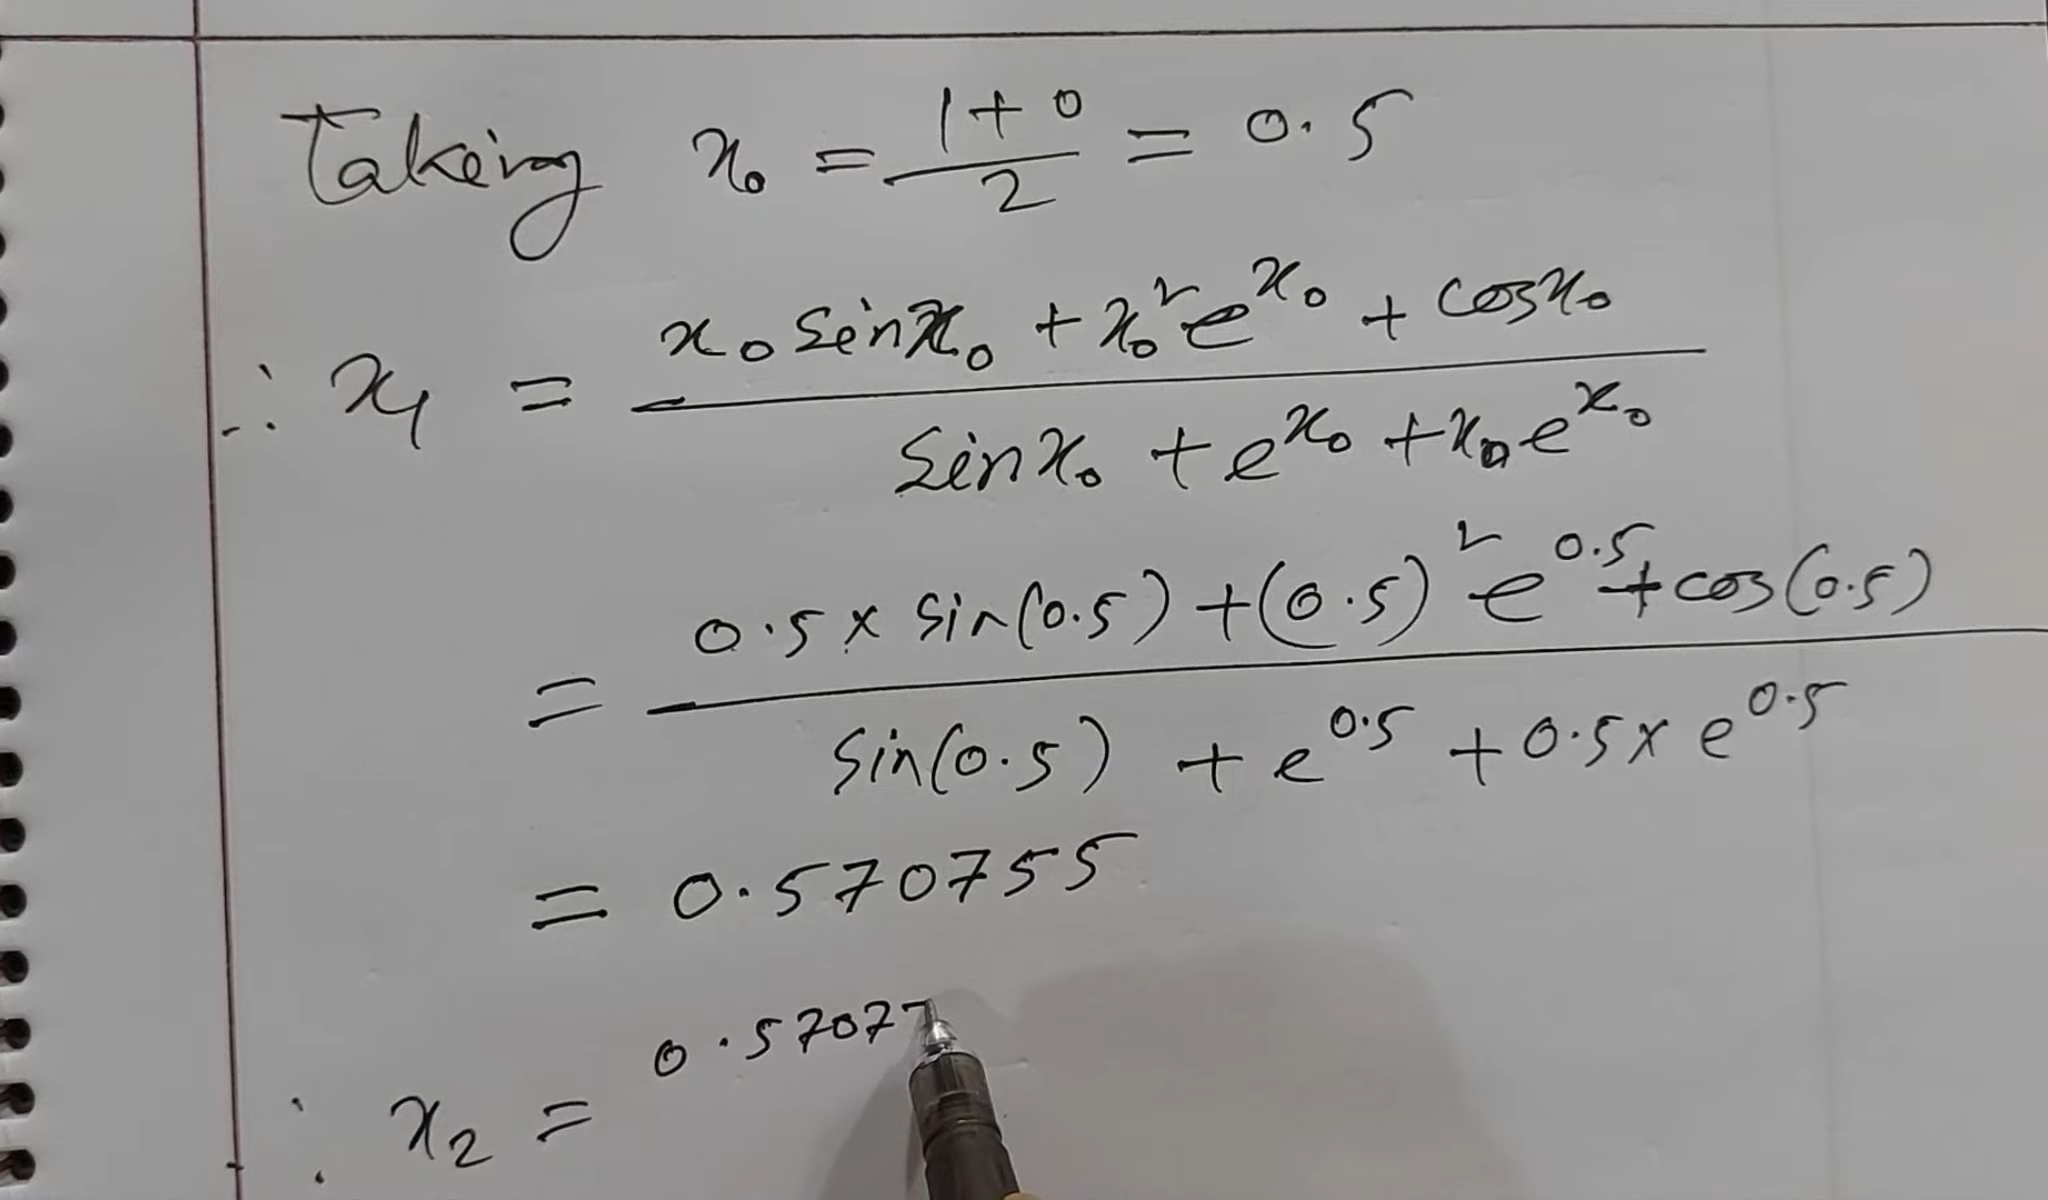 Taking x₀ = (1+0)/2 = 0.5
∴ x₁ = (x₀ sin x₀ + x₀² e^x₀ + cos x₀)/(sin x₀ + e^x₀ + x₀ e^x₀)
= (0.5 × sin(0.5) + (0.5)² e^0.5 + cos(0.5))/(sin(0.5) + e^0.5 + 0.5 × e^0.5)
= 0.570755
∴ x₂ = 0.5707